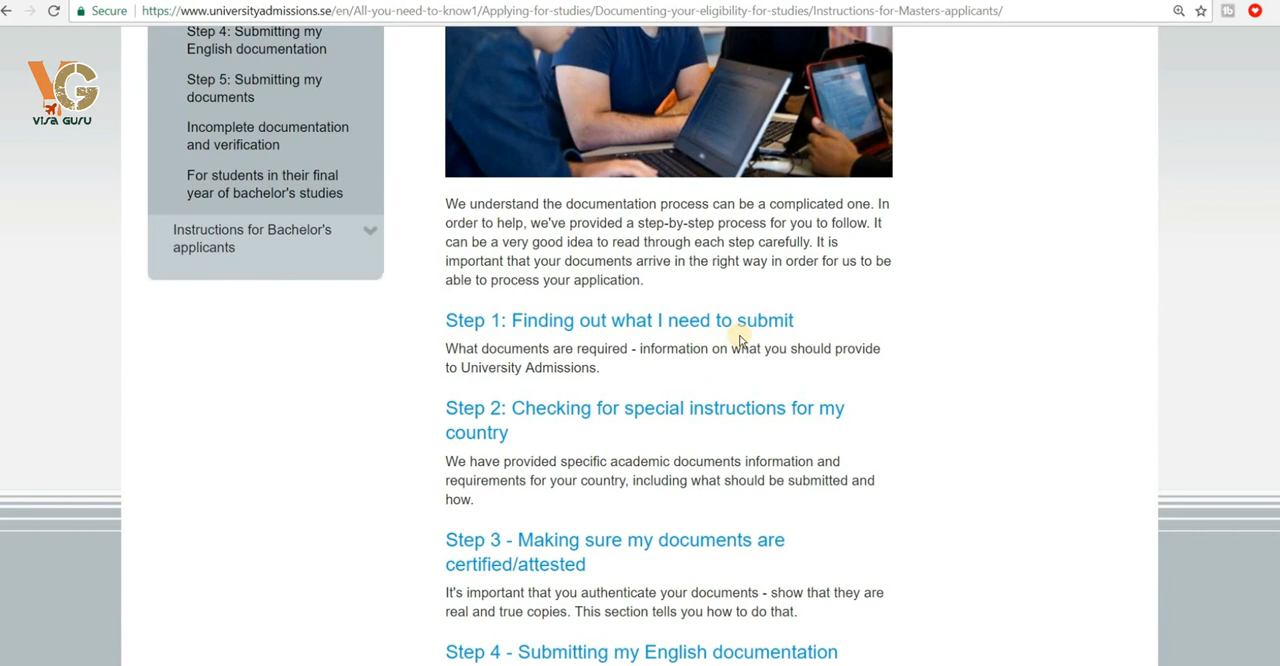 Secure https://www.universityadmissions.se/en/All-you-need-to-know1/Applying-for-studies/Documenting-your-eligibility-for-studies/Instructions-for-Masters-applicants/
VG
VISA GURU
Step 4: Submitting my
English documentation
Step 5: Submitting my
documents
Incomplete documentation
and verification
For students in their final
year of bachelor's studies
Instructions for Bachelor's
applicants
We understand the documentation process can be a complicated one. In
order to help, we've provided a step-by-step process for you to follow. It
can be a very good idea to read through each step carefully. It is
important that your documents arrive in the right way in order for us to be
able to process your application.
Step 1: Finding out what I need to submit
What documents are required - information on what you should provide
to University Admissions.
Step 2: Checking for special instructions for my
country
We have provided specific academic documents information and
requirements for your country, including what should be submitted and
how.
Step 3 - Making sure my documents are
certified/attested
It's important that you authenticate your documents - show that they are
real and true copies. This section tells you how to do that.
Step 4 - Submitting my English documentation